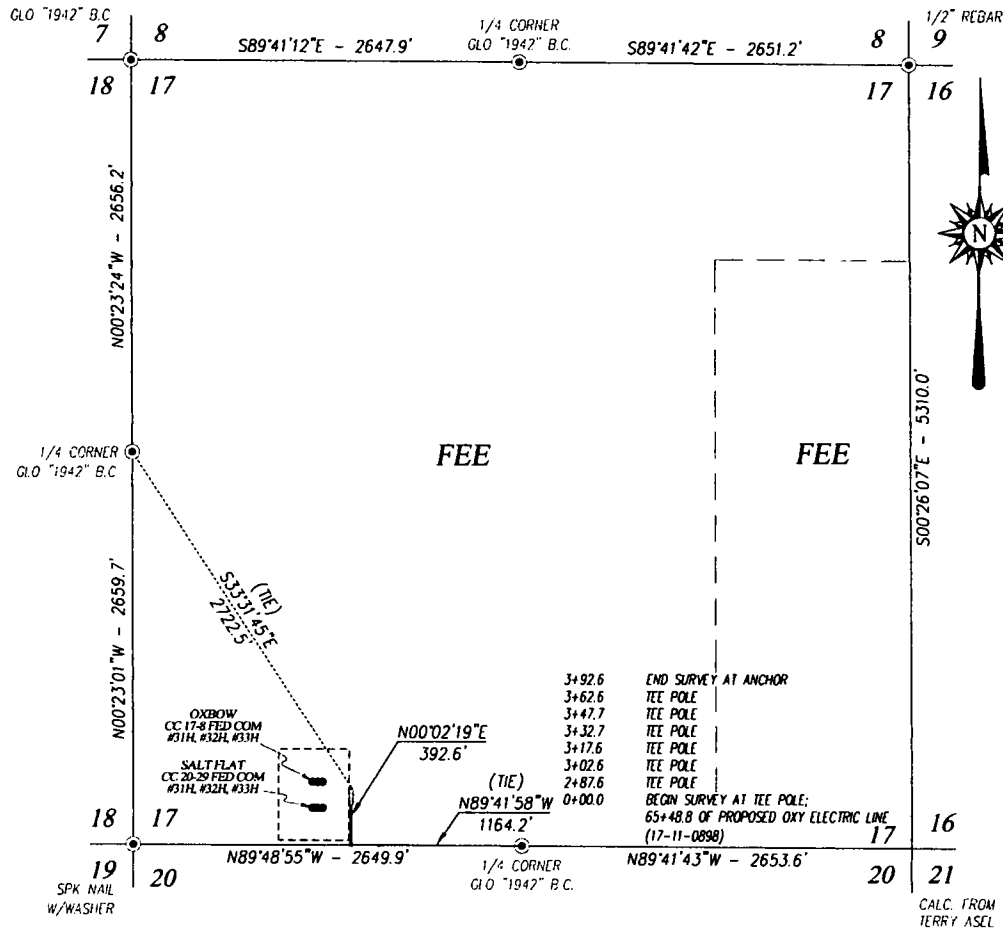 GLO "1942" B.C
7 8
S89°41'12"E - 2647.9'
1/4 CORNER
GLO "1942" B.C.
S89°41'42"E - 2651.2'
1/2" REBAR
8 9
18 17
17 16
N00°23'24"W - 2656.2'
N
1/4 CORNER
GLO "1942" B.C
FEE
FEE
S00°26'07"E - 5310.0'
(TIE)
S33°31'45"E
2722.5'
N00°23'01"W - 2659.7'
OXBOW
CC 17-8 FED COM
#31H, #32H, #33H
SALT FLAT
CC 20-29 FED COM
#31H, #32H, #33H
N00°02'19"E
392.6'
(TIE)
N89°41'58"W
1164.2'
3+92.6 END SURVEY AT ANCHOR
3+62.6 TEE POLE
3+47.7 TEE POLE
3+32.7 TEE POLE
3+17.6 TEE POLE
3+02.6 TEE POLE
2+87.6 TEE POLE
0+00.0 BEGIN SURVEY AT TEE POLE;
65+48.8 OF PROPOSED OXY ELECTRIC LINE
(17-11-0898)
18 17
17 16
N89°48'55"W - 2649.9'
1/4 CORNER
GLO "1942" B.C.
N89°41'43"W - 2653.6'
19 20
20 21
SPK NAIL
W/WASHER
CALC. FROM
TERRY ASEL